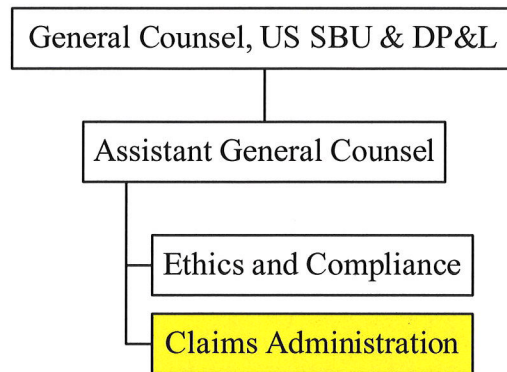 General Counsel, US SBU & DP&L
Assistant General Counsel
Ethics and Compliance
Claims Administration